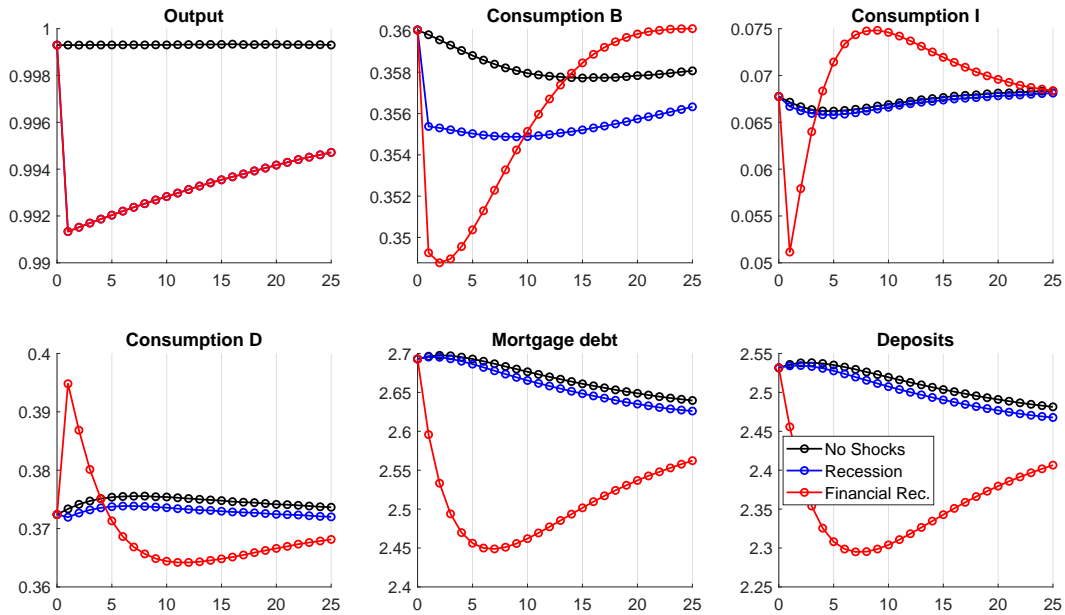 Output
Consumption B
Consumption I
1
0.998
0.996
0.994
0.992
0.99
0 5 10 15 20 25
0.36
0.358
0.356
0.354
0.352
0.35
0 5 10 15 20 25
0.075
0.07
0.065
0.06
0.055
0.05
0 5 10 15 20 25
Consumption D
Mortgage debt
Deposits
0.4
0.39
0.38
0.37
0.36
0 5 10 15 20 25
2.7
2.65
2.6
2.55
2.5
2.45
2.4
0 5 10 15 20 25
2.55
2.5
2.45
2.4
2.35
2.3
2.25
0 5 10 15 20 25
No Shocks
Recession
Financial Rec.